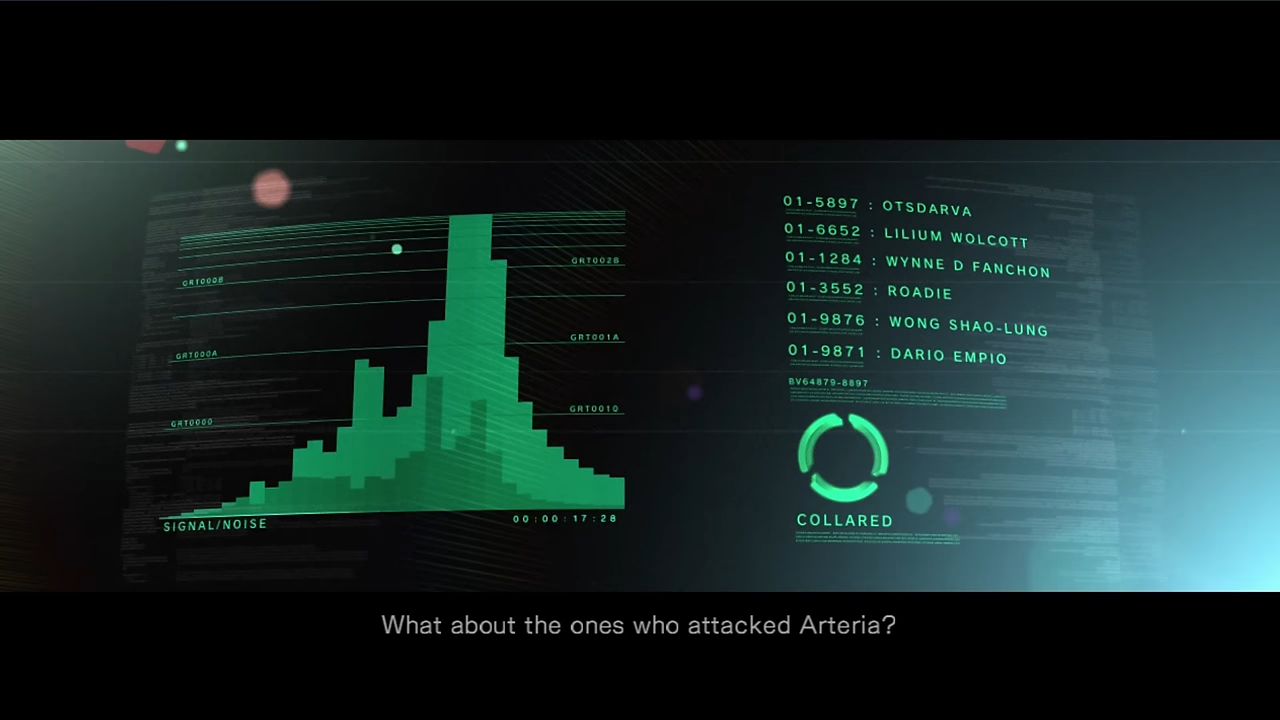 GRT000B
GRT002B
GRT001A
GRT000A
GRT0010
GRT0000
SIGNAL/NOISE
00:00:17:28
01-5897 : OTSDARVA
01-6652 : LILIUM WOLCOTT
01-1284 : WYNNE D FANCHON
01-3552 : ROADIE
01-9876 : WONG SHAO-LUNG
01-9871 : DARIO EMPIO
BV64879-8897
COLLARED
What about the ones who attacked Arteria?